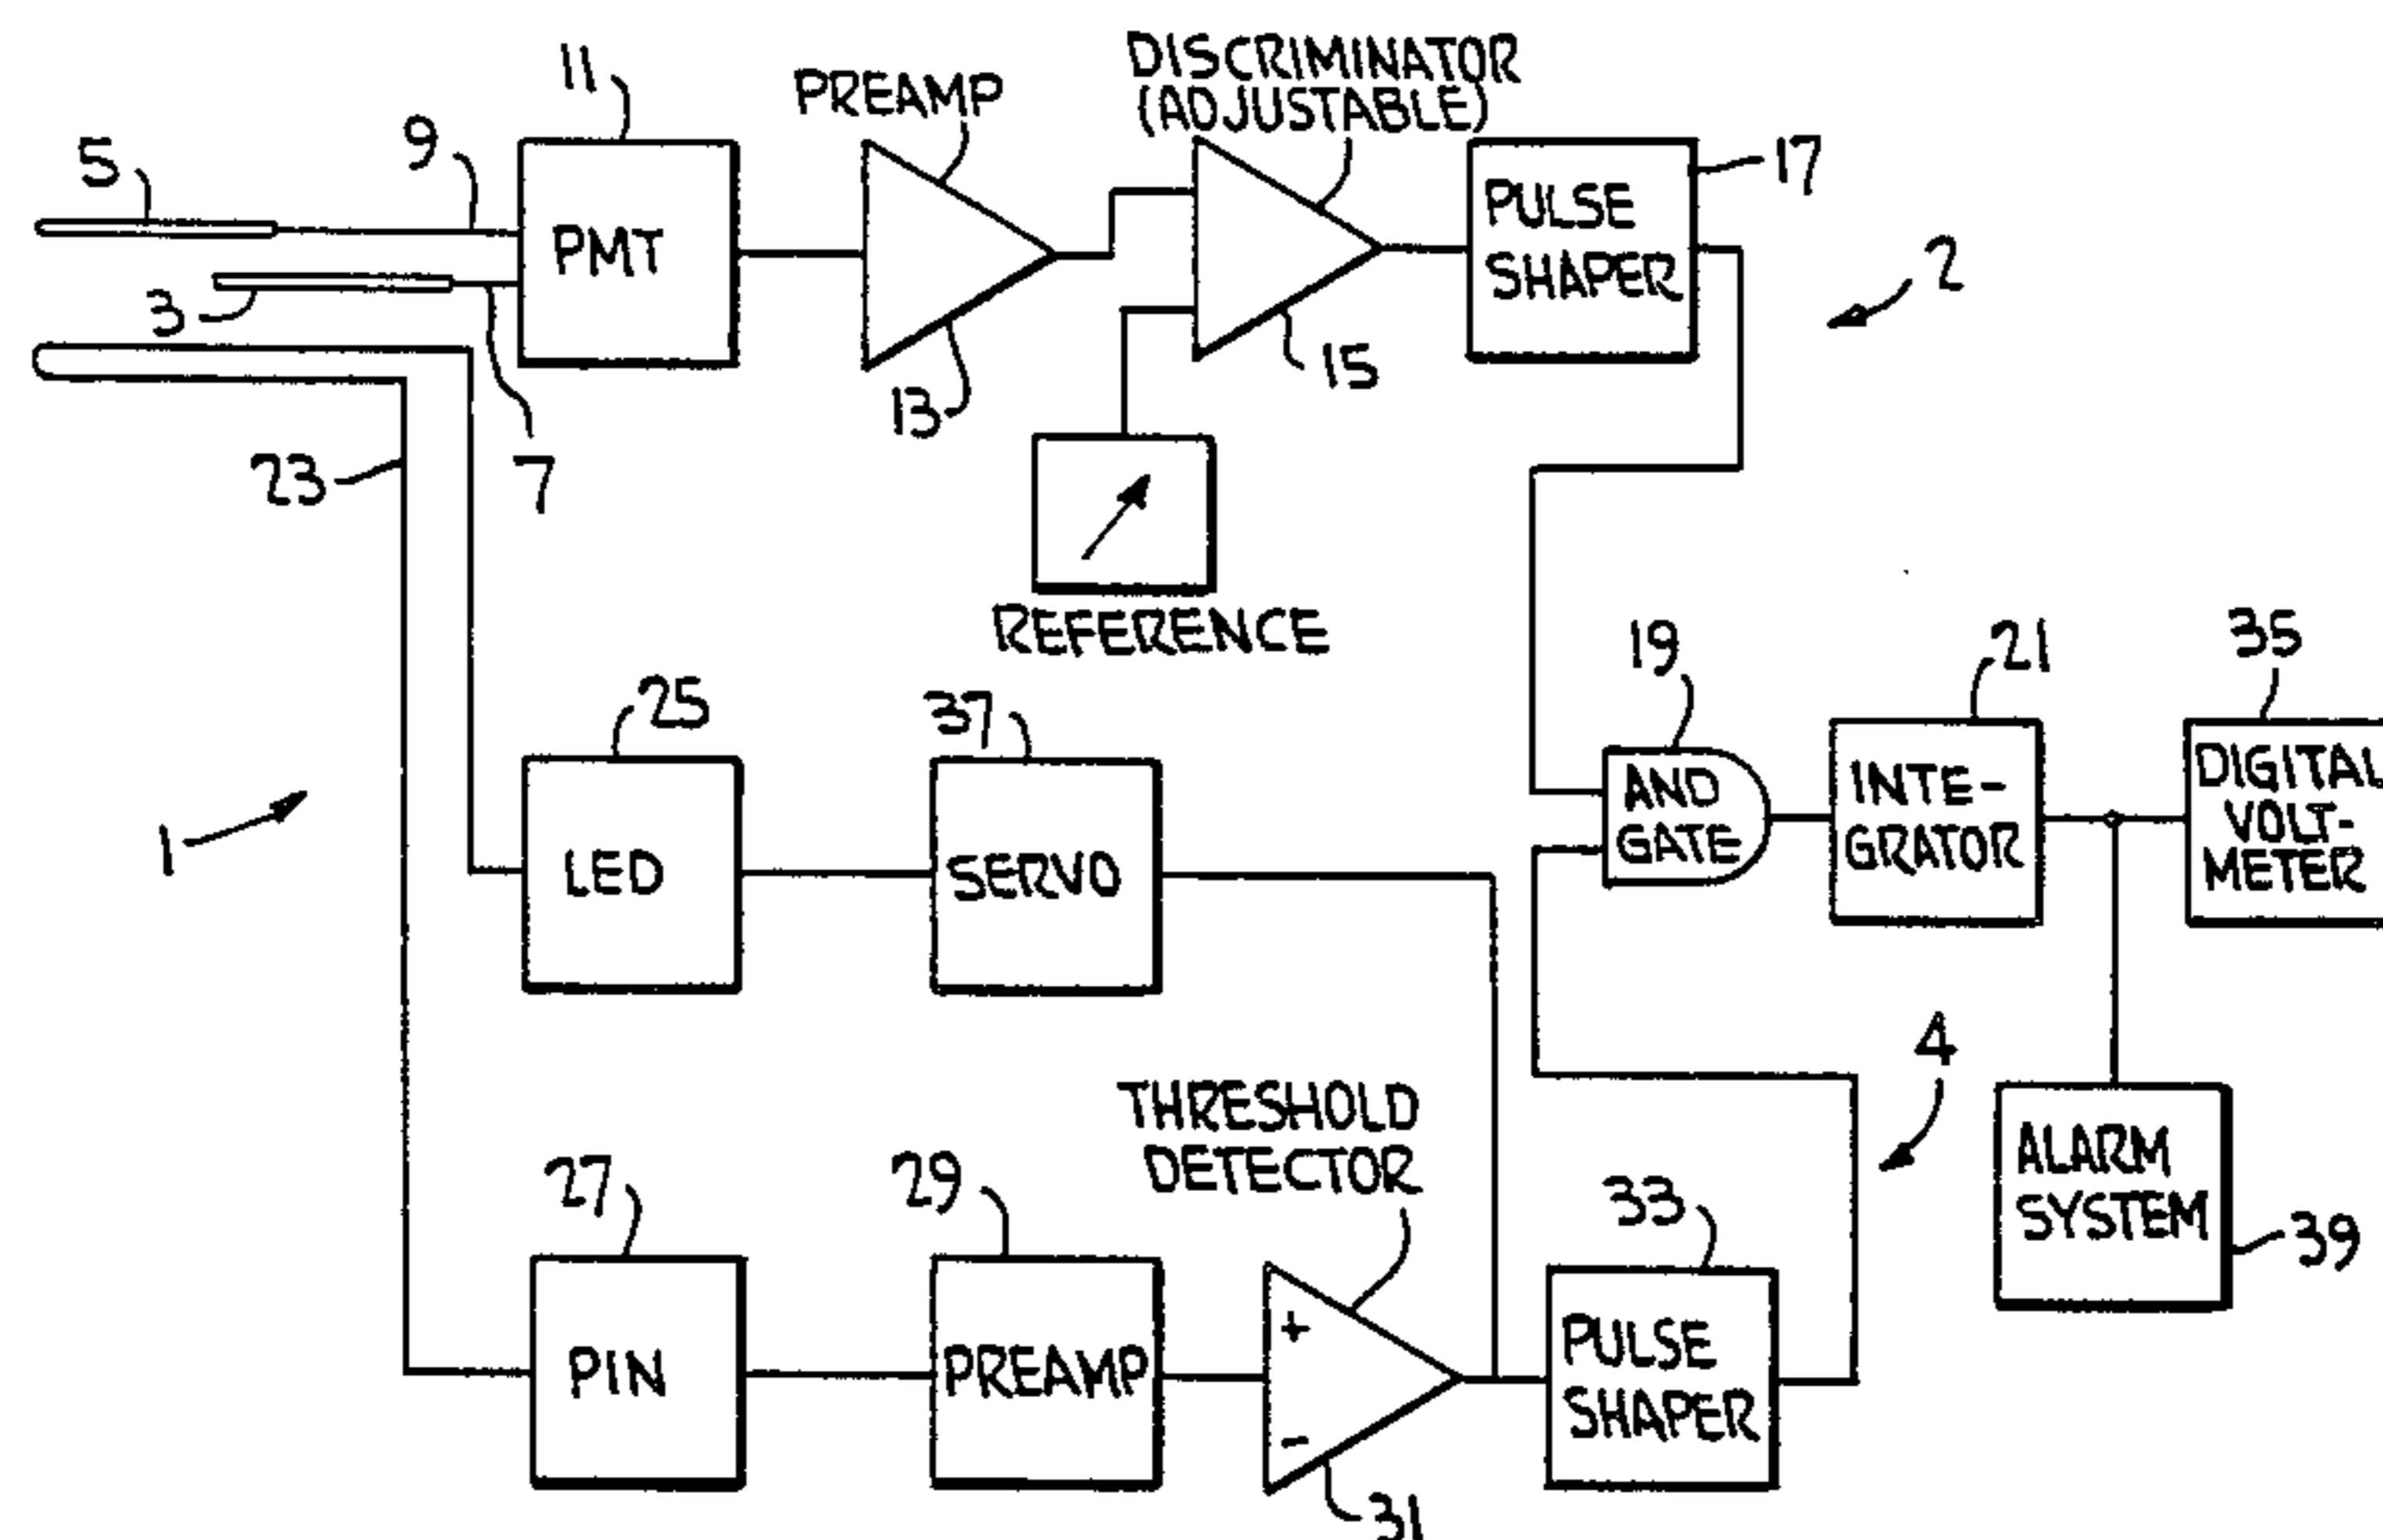 11
PREAMP
DISCRIMINATOR
(ADJUSTABLE)
5
9
PMT
PULSE
SHAPER
17
2
3
15
13
23
7
REFERENCE
19
21
35
25
37
AND
GATE
INTE-
GRATOR
DIGITAL
VOLT-
METER
1
LED
SERVO
4
THRESHOLD
DETECTOR
27
29
33
ALARM
SYSTEM
39
PIN
PREAMP
+
-
PULSE
SHAPER
31